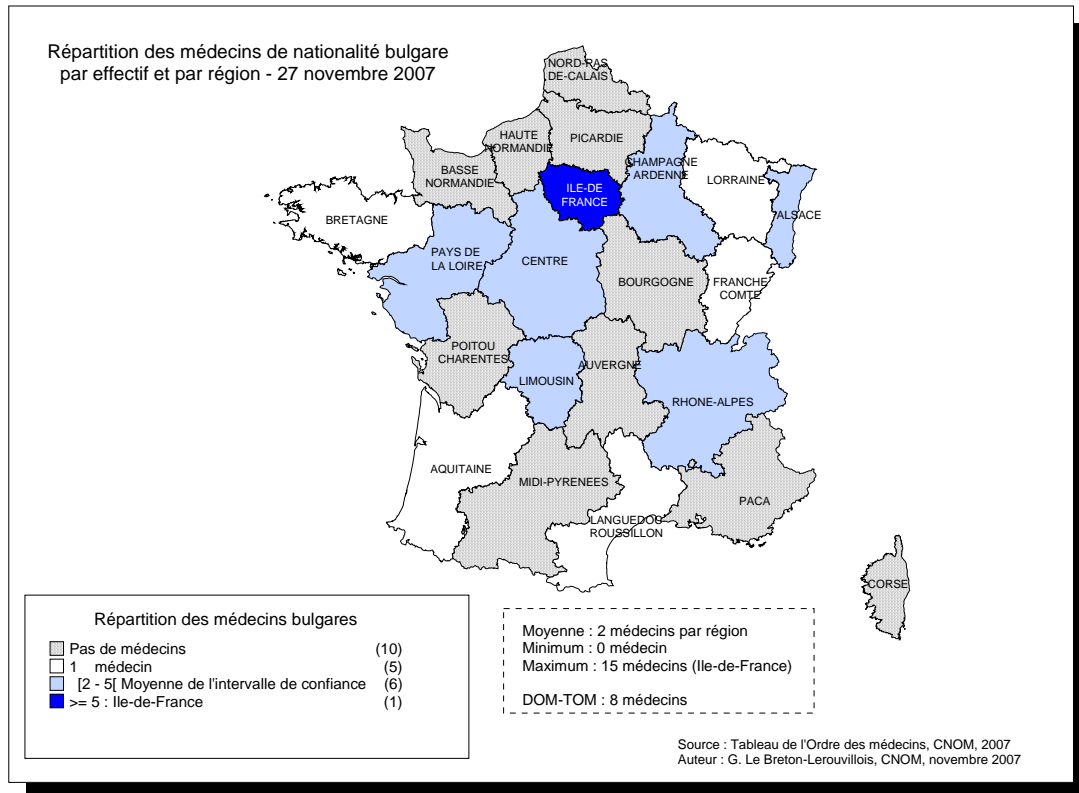 Répartition des médecins de nationalité bulgare
par effectif et par région - 27 novembre 2007
NORD-PAS
DE-CALAIS
HAUTE
NORMANDIE
PICARDIE
BASSE
NORMANDIE
ILE-DE
FRANCE
CHAMPAGNE
ARDENNE
LORRAINE
ALSACE
BRETAGNE
PAYS DE
LA LOIRE
CENTRE
BOURGOGNE
FRANCHE
COMTE
POITOU
CHARENTES
LIMOUSIN
AUVERGNE
RHONE-ALPES
AQUITAINE
MIDI-PYRENEES
LANGUEDOC
ROUSSILLON
PACA
CORSE
Répartition des médecins bulgares
Pas de médecins (10)
1 médecin (5)
[2 - 5[ Moyenne de l'intervalle de confiance (6)
>= 5 : Ile-de-France (1)
Moyenne : 2 médecins par région
Minimum : 0 médecin
Maximum : 15 médecins (Ile-de-France)
DOM-TOM : 8 médecins
Source : Tableau de l'Ordre des médecins, CNOM, 2007
Auteur : G. Le Breton-Lerouvillois, CNOM, novembre 2007